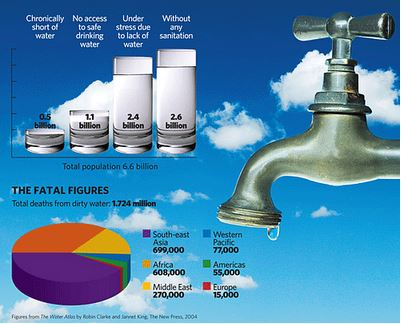 Chronically
short of
water
No access
to safe
drinking
water
Under
stress due
to lack of
water
Without
any
sanitation
0.5
billion
1.1
billion
2.4
billion
2.6
billion
Total population 6.6 billion
THE FATAL FIGURES
Total deaths from dirty water: 1.724 million
South-east
Asia
699,000
Western
Pacific
77,000
Africa
608,000
Americas
55,000
Middle East
270,000
Europe
15,000
Figures from The Water Atlas by Robin Clarke and Jannet King, The New Press, 2004